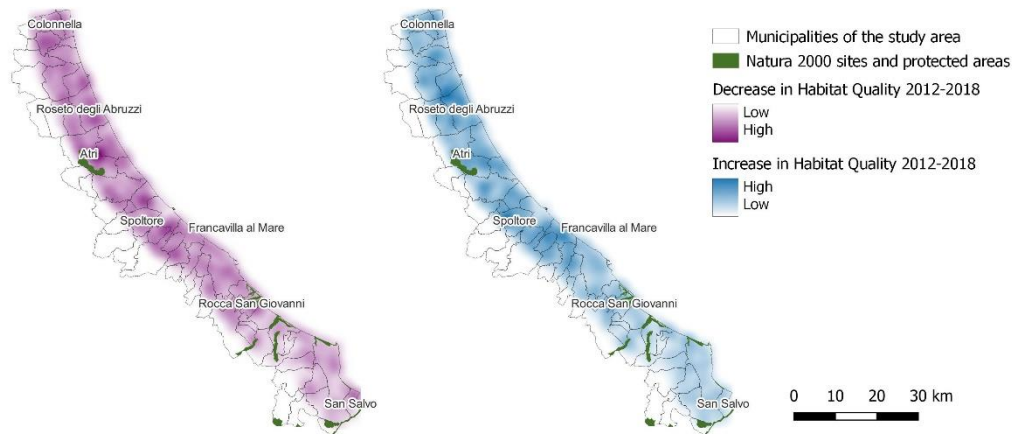 Colonnella
Roseto degli Abruzzi
Atri
Spoltore
Francavilla al Mare
Rocca San Giovanni
San Salvo
Colonnella
Roseto degli Abruzzi
Atri
Spoltore
Francavilla al Mare
Rocca San Giovanni
San Salvo
Municipalities of the study area
Natura 2000 sites and protected areas
Decrease in Habitat Quality 2012-2018
Low
High
Increase in Habitat Quality 2012-2018
High
Low
0 10 20 30 km